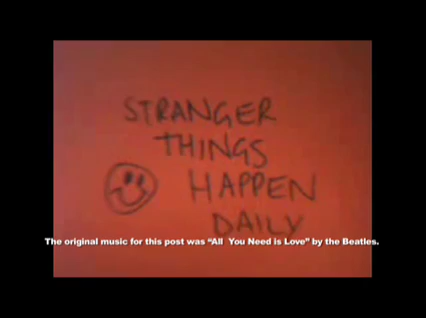 STRANGER
THINGS
HAPPEN
DAILY
The original music for this post was “All You Need is Love” by the Beatles.